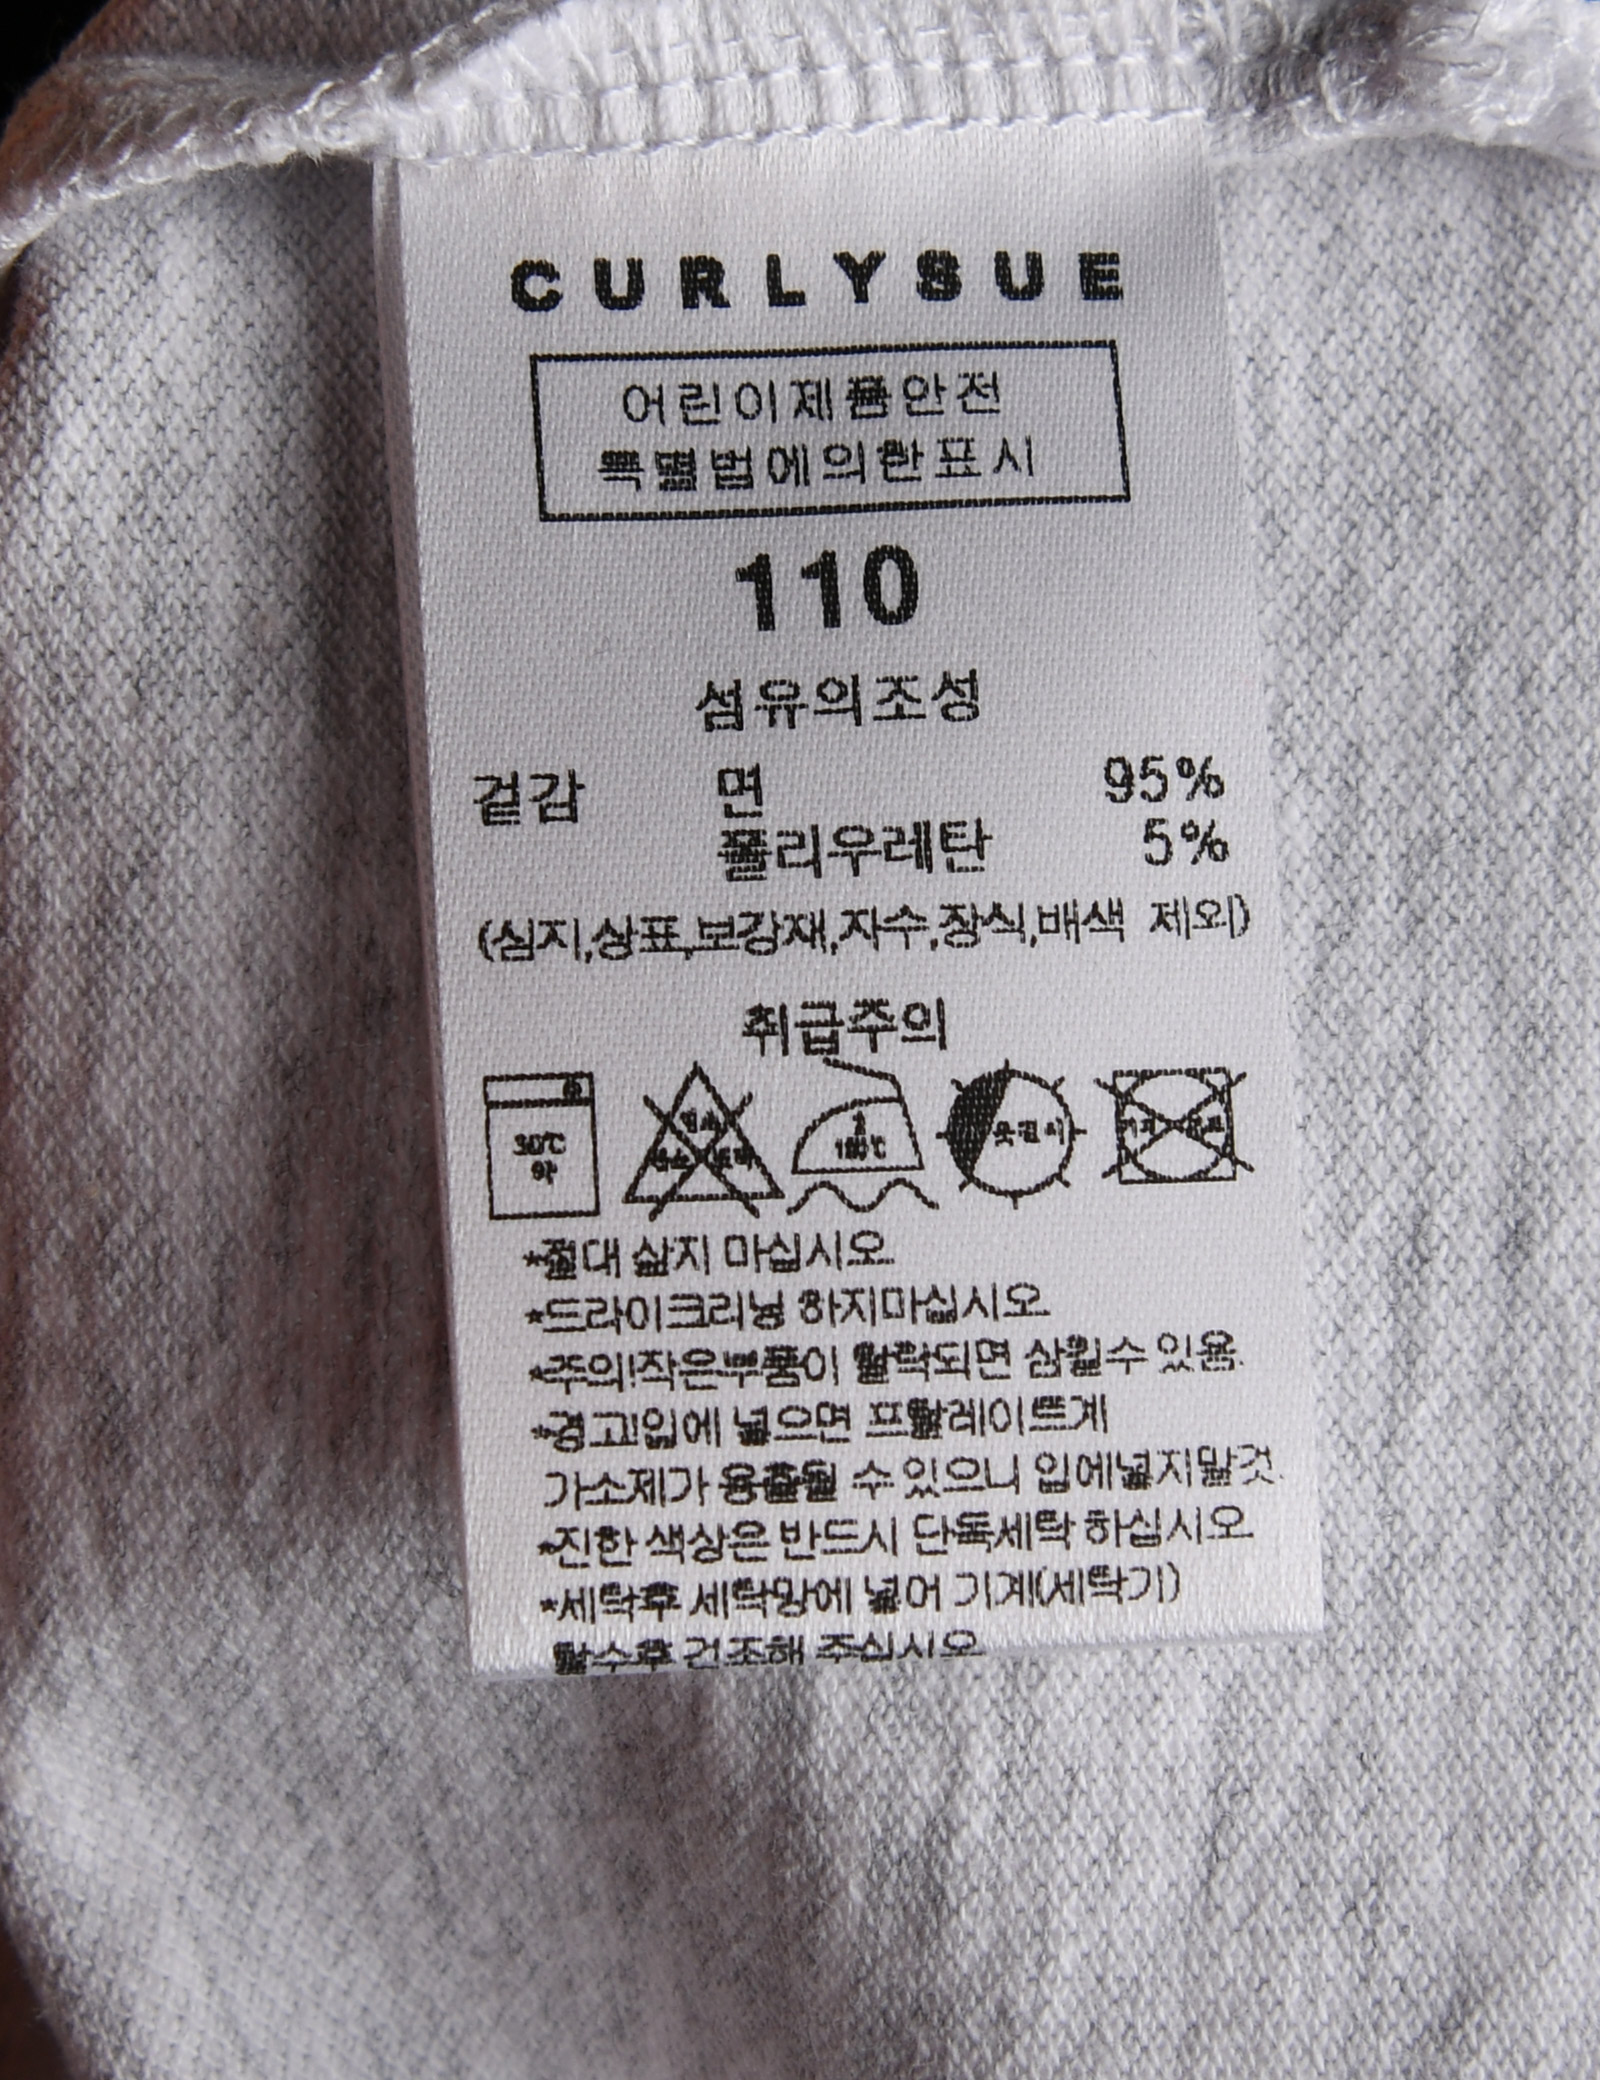 CURLYSUE
어린이제품안전
특별법에의한표시
110
섬유의조성
겉감 면 95%
폴리우레탄 5%
(심지,상표,보강재,자수,장식,배색 제외)
취급주의
30℃
약
옷걸이
*절대 삶지 마십시오
*드라이크리닝 하지마십시오
*주의!작은부품이 탈락되면 삼킬수 있음.
*경고!입에 넣으면 프탈레이트계
가소제가 용출될 수 있으니 입에넣지말것.
*진한 색상은 반드시 단독세탁 하십시오
*세탁후 세탁망에 넣어 기계(세탁기)
탈수후 건조해 주십시오